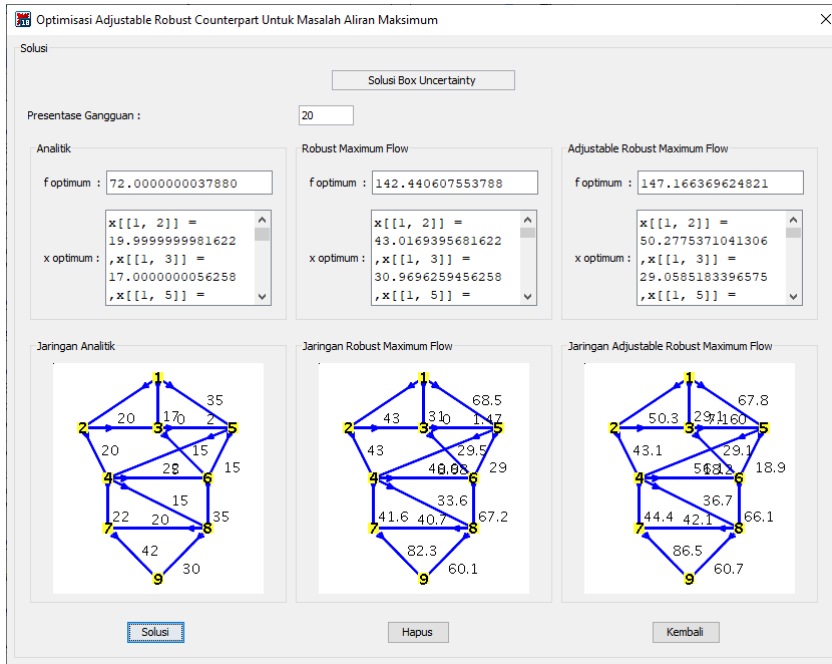 Optimisasi Adjustable Robust Counterpart Untuk Masalah Aliran Maksimum
Solusi
Solusi Box Uncertainty
Presentase Gangguan :
20
Analitik
f optimum :
72.0000000037880
x optimum :
x[[1, 2]] =
19.9999999981622
,x[[1, 3]] =
17.0000000056258
,x[[1, 5]] =
Robust Maximum Flow
f optimum :
142.440607553788
x optimum :
x[[1, 2]] =
43.0169395681622
,x[[1, 3]] =
30.9696259456258
,x[[1, 5]] =
Adjustable Robust Maximum Flow
f optimum :
147.166369624821
x optimum :
x[[1, 2]] =
50.2775371041306
,x[[1, 3]] =
29.0585183396575
,x[[1, 5]] =
Jaringan Analitik
1
35
20 17 0 2
2 3 5
20 15
4 6 15
15
22 20 35
7 8
42 30
9
Jaringan Robust Maximum Flow
1
68.5
43 31 0 1.47
2 3 5
43 29.5
4 6 29
33.6
41.6 40.7 67.2
7 8
82.3 60.1
9
Jaringan Adjustable Robust Maximum Flow
1
67.8
50.3 29.1
2 3 5
43.1 29.1
4 6 18.9
36.7
44.4 42.1 66.1
7 8
86.5 60.7
9
Solusi
Hapus
Kembali